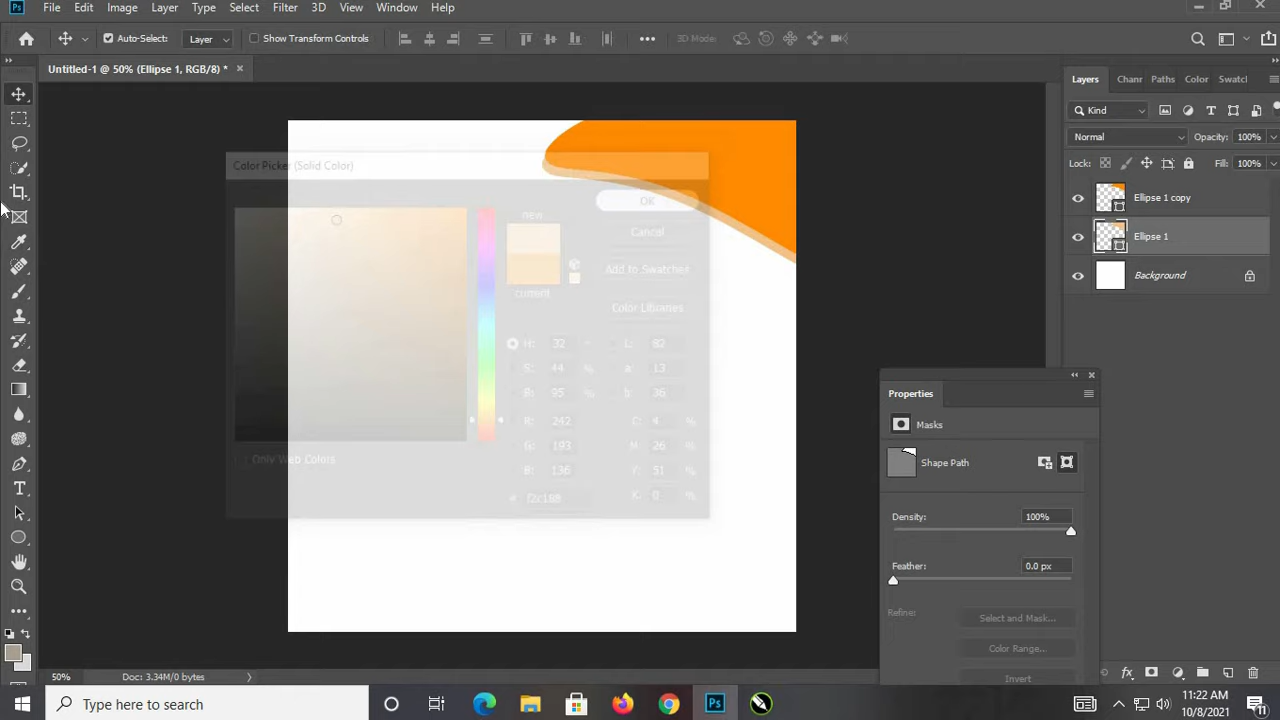 Ps File Edit Image Layer Type Select Filter 3D View Window Help
Auto-Select: Layer Show Transform Controls 3D Mode:
Untitled-1 @ 50% (Ellipse 1, RGB/8) *
Layers Chanr Paths Color Swatcl
Kind
Normal Opacity: 100%
Lock: Fill: 100%
Ellipse 1 copy
Ellipse 1
Background
Color Picker (Solid Color)
OK
Cancel
Add to Swatches
Color Libraries
new
current
H: 32 ° L: 82
S: 44 % a: 13
B: 95 % b: 36
R: 242 C: 4 %
G: 193 M: 26 %
B: 136 Y: 51 %
# f2c188 K: 0 %
Only Web Colors
Properties
Masks
Shape Path
Density: 100%
Feather: 0.0 px
Refine: Select and Mask...
Color Range...
Invert
50% Doc: 3.34M/0 bytes
fx
Type here to search
Ps
11:22 AM
10/8/2021
11